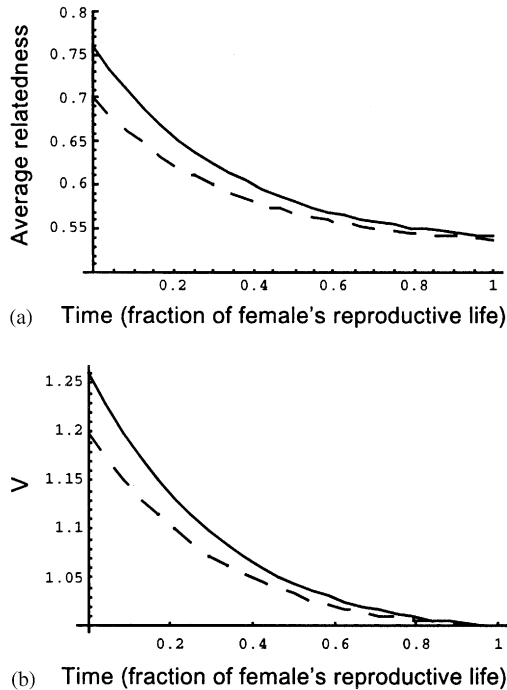 0.8
0.75
0.7
0.65
0.6
0.55
Average relatedness
0.2 0.4 0.6 0.8 1
(a) Time (fraction of female's reproductive life)
1.25
1.2
1.15
1.1
1.05
V
0.2 0.4 0.6 0.8 1
(b) Time (fraction of female's reproductive life)